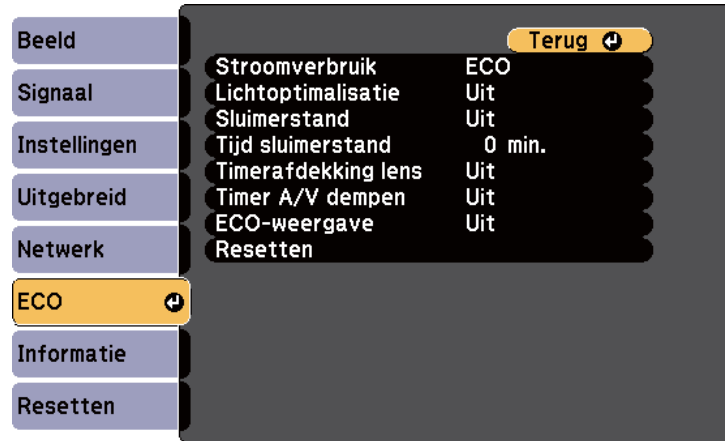 Beeld
Signaal
Instellingen
Uitgebreid
Netwerk
ECO
Informatie
Resetten
Terug
Stroomverbruik ECO
Lichtoptimalisatie Uit
Sluimerstand Uit
Tijd sluimerstand 0 min.
Timerafdekking lens Uit
Timer A/V dempen Uit
ECO-weergave Uit
Resetten